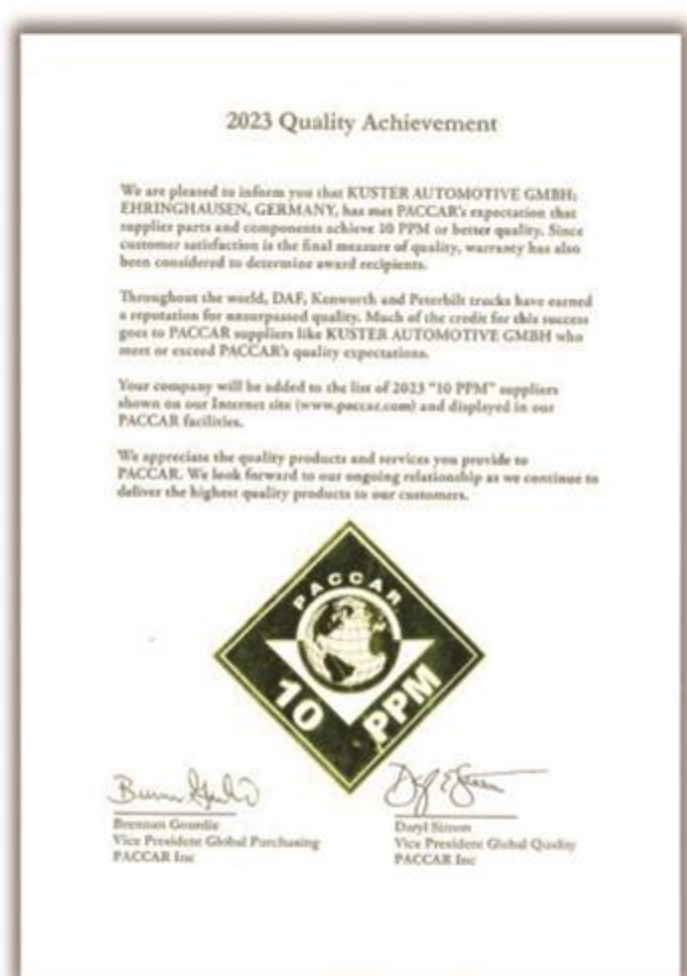 2023 Quality Achievement
We are pleased to inform you that KUSTER AUTOMOTIVE GMBH;
EHRINGHAUSEN, GERMANY, has met PACCAR's expectation that
supplier parts and components achieve 10 PPM or better quality. Since
customer satisfaction is the final measure of quality, warranty has also
been considered to determine award recipients.
Throughout the world, DAF, Kenworth and Peterbilt trucks have earned
a reputation for unsurpassed quality. Much of the credit for this success
goes to PACCAR suppliers like KUSTER AUTOMOTIVE GMBH who
meet or exceed PACCAR's quality expectations.
Your company will be added to the list of 2023 "10 PPM" suppliers
shown on our Internet site (www.paccar.com) and displayed in our
PACCAR facilities.
We appreciate the quality products and services you provide to
PACCAR. We look forward to our ongoing relationship as we continue to
deliver the highest quality products to our customers.
PACCAR
10 PPM
Brennan Gourdie
Vice President Global Purchasing
PACCAR Inc
Daryl Simon
Vice President Global Quality
PACCAR Inc